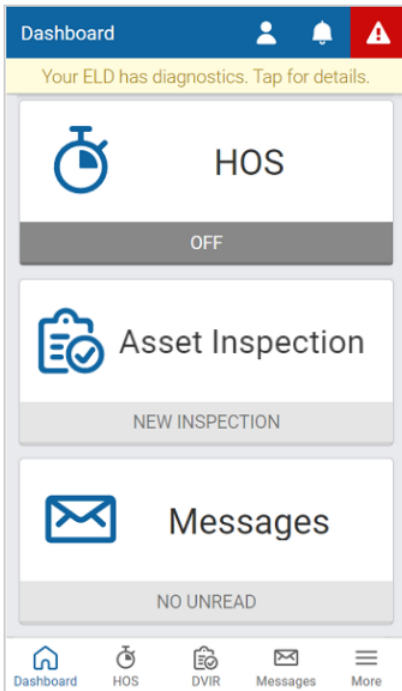 Dashboard
Your ELD has diagnostics. Tap for details.
HOS
OFF
Asset Inspection
NEW INSPECTION
Messages
NO UNREAD
Dashboard HOS DVIR Messages More